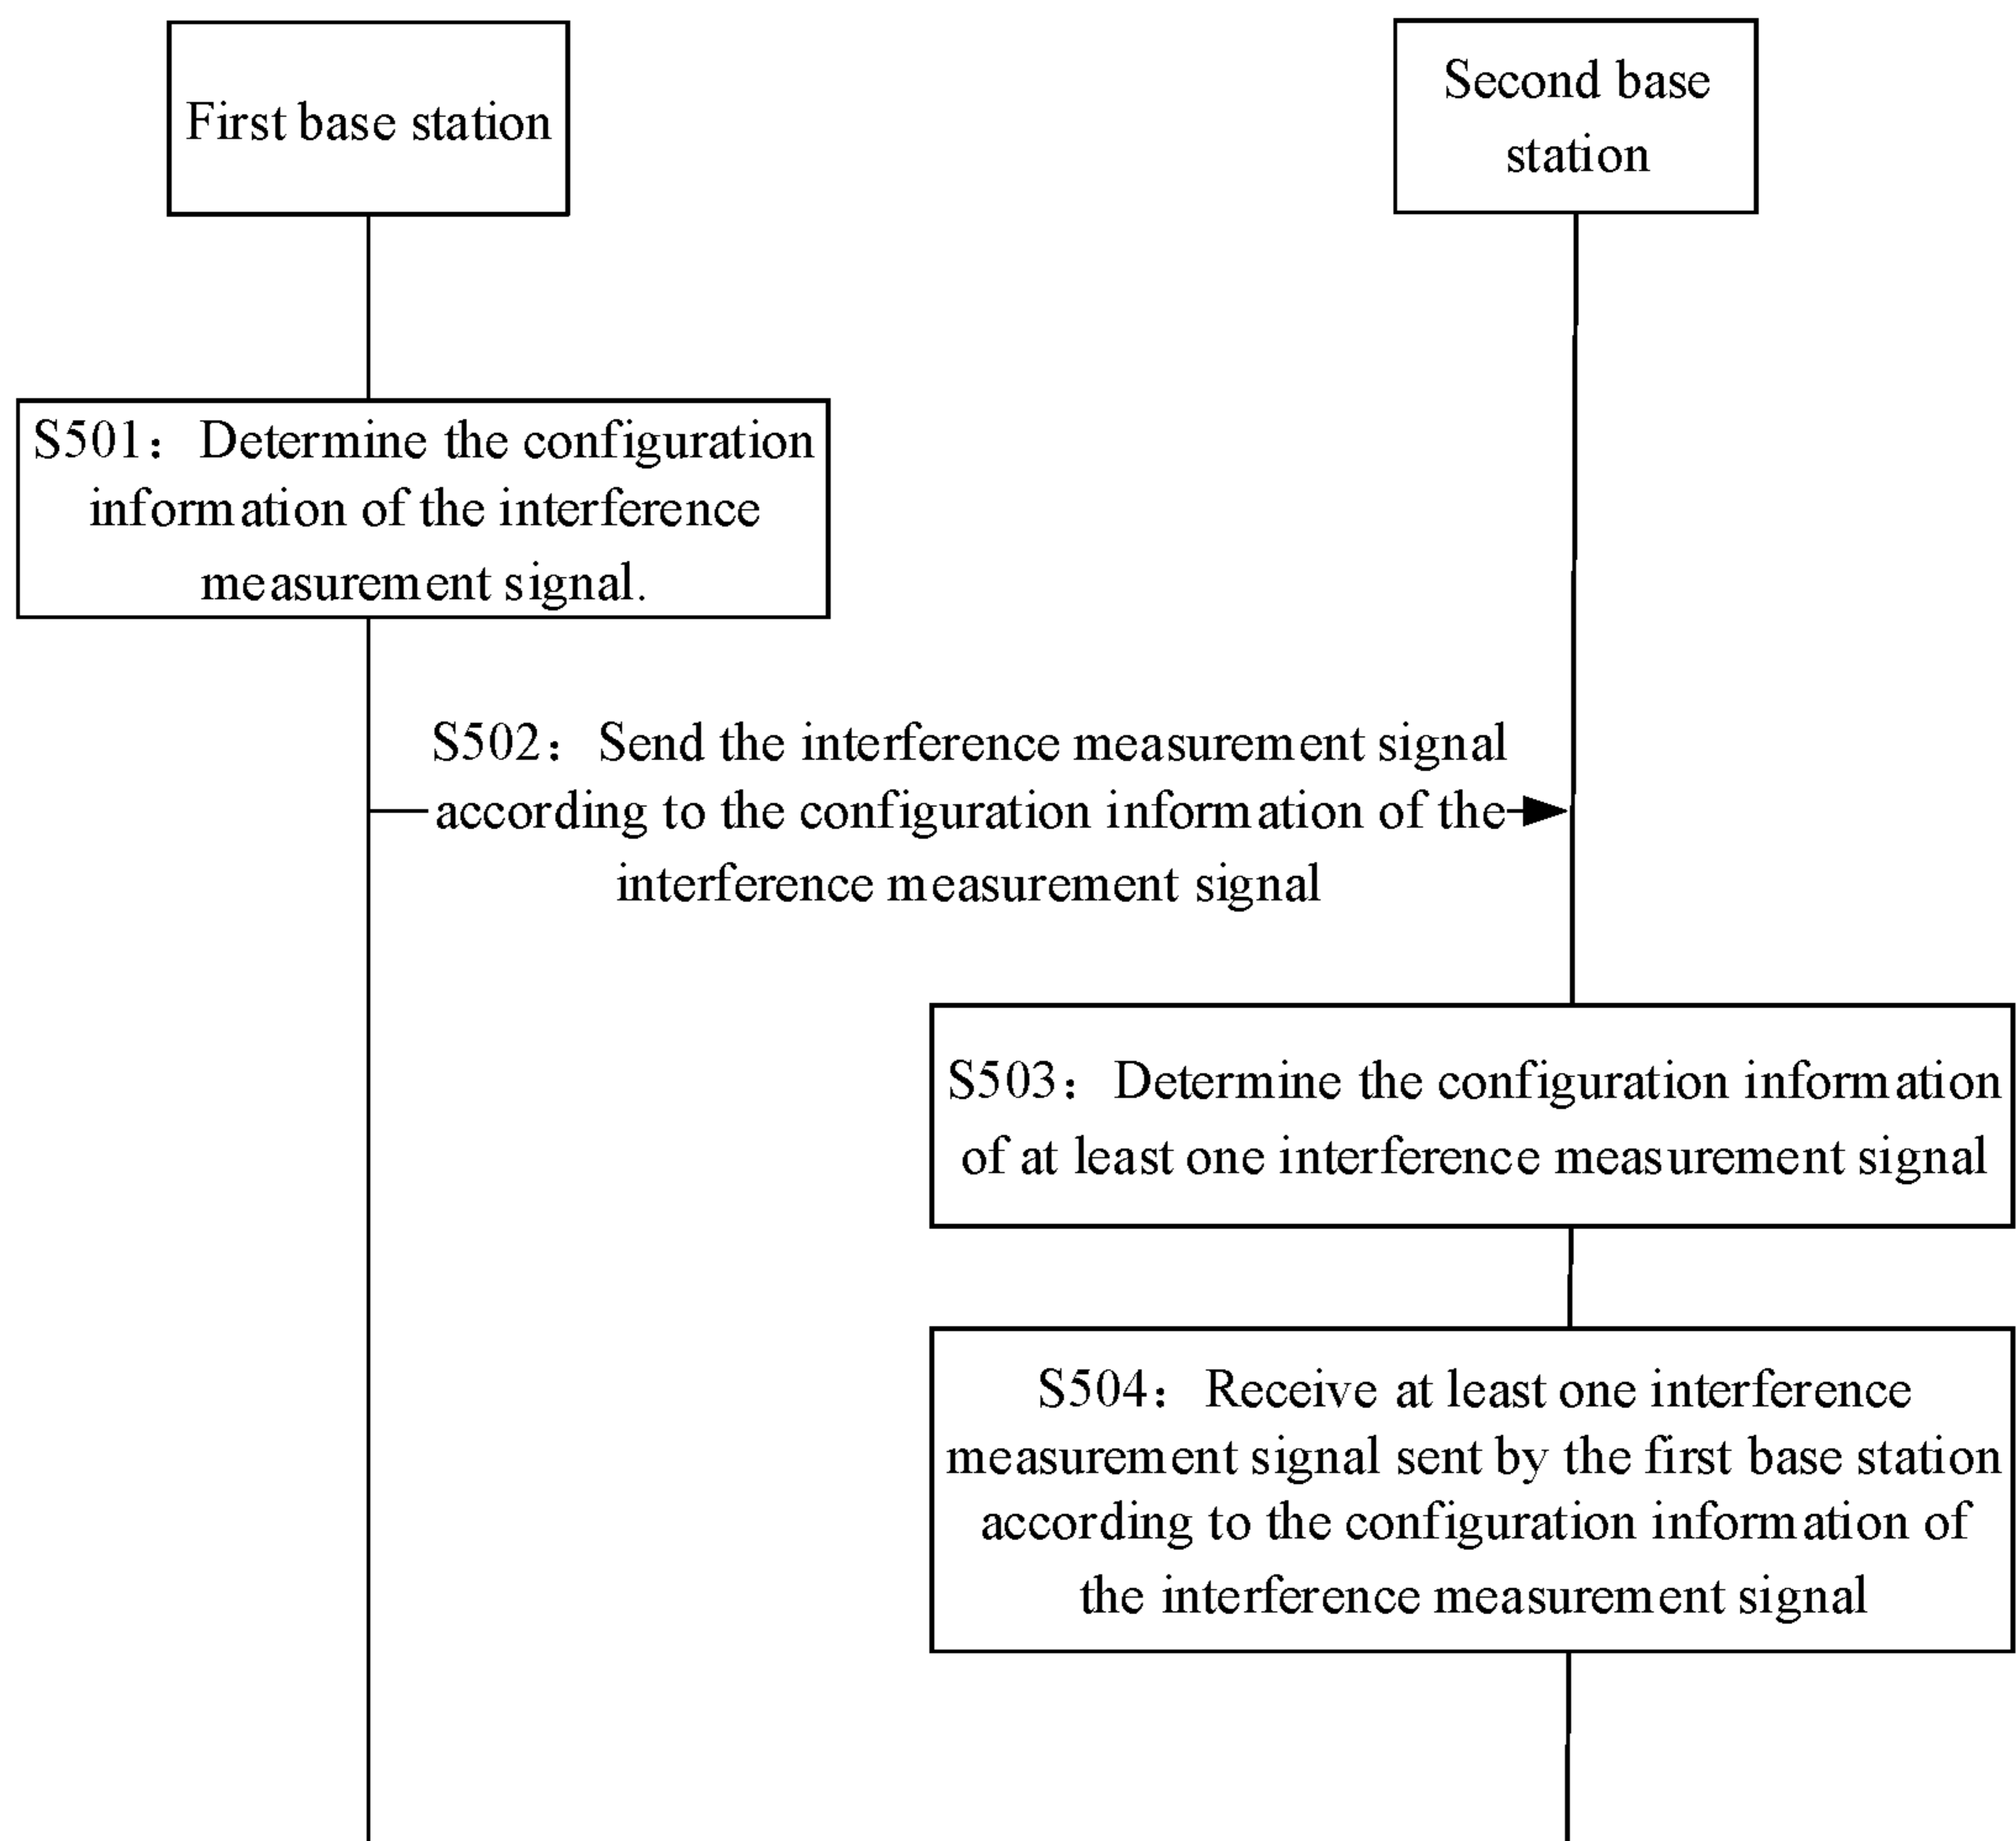 First base station
Second base
station
S501： Determine the configuration
information of the interference
measurement signal.
S502： Send the interference measurement signal
according to the configuration information of the
interference measurement signal
S503： Determine the configuration information
of at least one interference measurement signal
S504： Receive at least one interference
measurement signal sent by the first base station
according to the configuration information of
the interference measurement signal